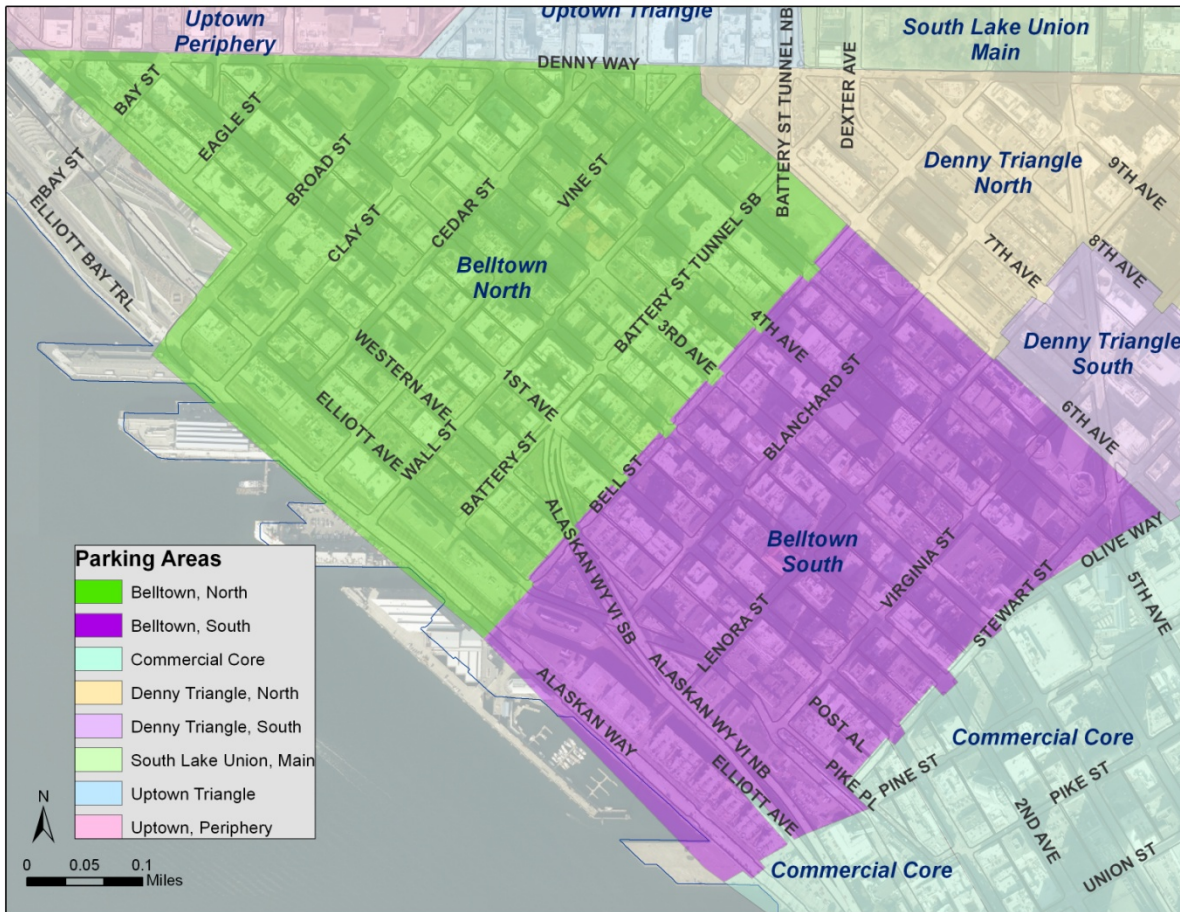 Uptown
Periphery
Uptown Triangle
South Lake Union
Main
DENNY WAY
BATTERY ST TUNNEL NB
DEXTER AVE
BAY ST
EAGLE ST
BROAD ST
CLAY ST
CEDAR ST
VINE ST
BAY ST
ELLIOTT BAY TRL
Denny Triangle
North
9TH AVE
7TH AVE
8TH AVE
Belltown
North
BATTERY ST TUNNEL SB
3RD AVE
4TH AVE
Denny Triangle
South
WESTERN AVE
1ST AVE
ELLIOTT AVE
WALL ST
BATTERY ST
BLANCHARD ST
6TH AVE
BELL ST
ALASKAN WY VI SB
Belltown
South
VIRGINIA ST
OLIVE WAY
STEWART ST
5TH AVE
LENORA ST
ALASKAN WAY
ALASKAN WY VI NB
POST AL
ELLIOTT AVE
PIKE PL
PINE ST
Commercial Core
PIKE ST
2ND AVE
UNION ST
Commercial Core
Parking Areas
Belltown, North
Belltown, South
Commercial Core
Denny Triangle, North
Denny Triangle, South
South Lake Union, Main
Uptown Triangle
Uptown, Periphery
N
0 0.05 0.1
Miles